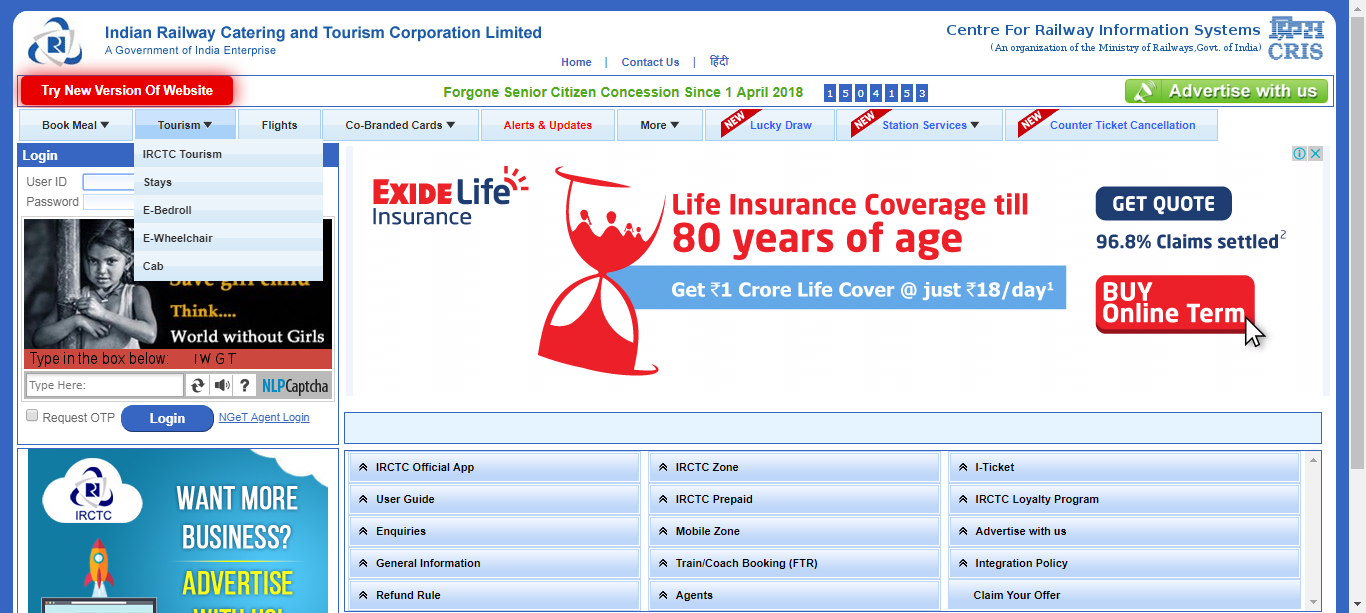 Indian Railway Catering and Tourism Corporation Limited
A Government of India Enterprise
Centre For Railway Information Systems
(An organization of the Ministry of Railways,Govt. of India)
CRIS
Home | Contact Us | हिंदी
Try New Version Of Website
Forgone Senior Citizen Concession Since 1 April 2018 1 5 0 4 1 5 3
Advertise with us
Book Meal Tourism Flights Co-Branded Cards Alerts & Updates More NEW Lucky Draw NEW Station Services NEW Counter Ticket Cancellation
IRCTC Tourism
Stays
E-Bedroll
E-Wheelchair
Cab
Login
User ID
Password
Save girl child
Think....
World without Girls
Type in the box below: I W G T
Type Here: ? NLPCaptcha
Request OTP Login NGeT Agent Login
EXIDE Life
Insurance
Life Insurance Coverage till
80 years of age
Get ₹1 Crore Life Cover @ just ₹18/day1
GET QUOTE
96.8% Claims settled2
BUY
Online Term
IRCTC
WANT MORE
BUSINESS?
ADVERTISE
WITH US!
IRCTC Official App IRCTC Zone I-Ticket
User Guide IRCTC Prepaid IRCTC Loyalty Program
Enquiries Mobile Zone Advertise with us
General Information Train/Coach Booking (FTR) Integration Policy
Refund Rule Agents Claim Your Offer